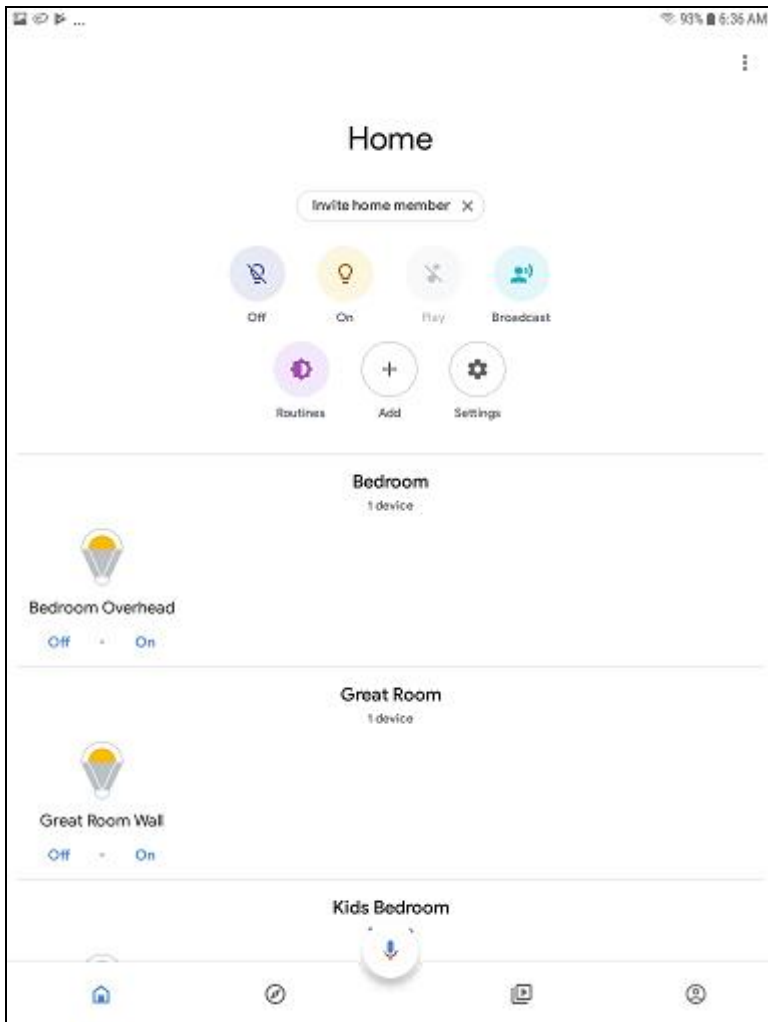 ... 93% 6:36 AM
Home
Invite home member
Off On Play Broadcast
Routines Add Settings
Bedroom
1 device
Bedroom Overhead
Off - On
Great Room
1 device
Great Room Wall
Off - On
Kids Bedroom